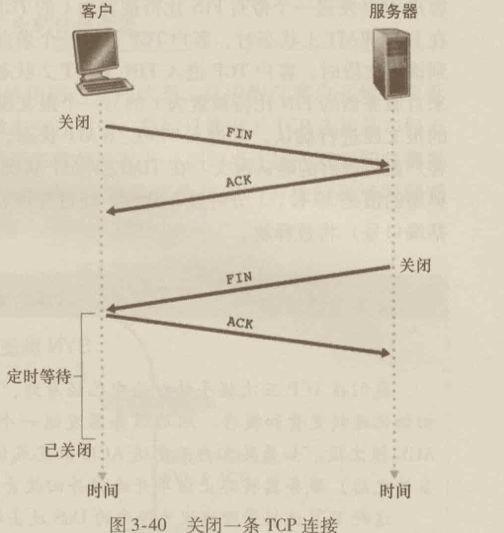 客户 服务器
关闭
FIN
ACK
关闭
FIN
ACK
定时等待
已关闭
时间 时间
图 3-40 关闭一条 TCP 连接